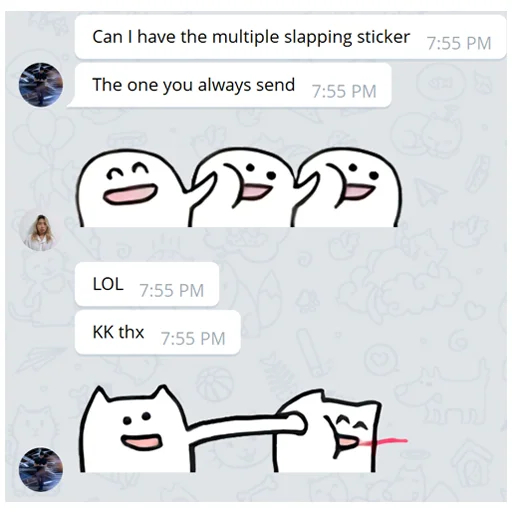 Can I have the multiple slapping sticker 7:55 PM
The one you always send 7:55 PM
LOL 7:55 PM
KK thx 7:55 PM